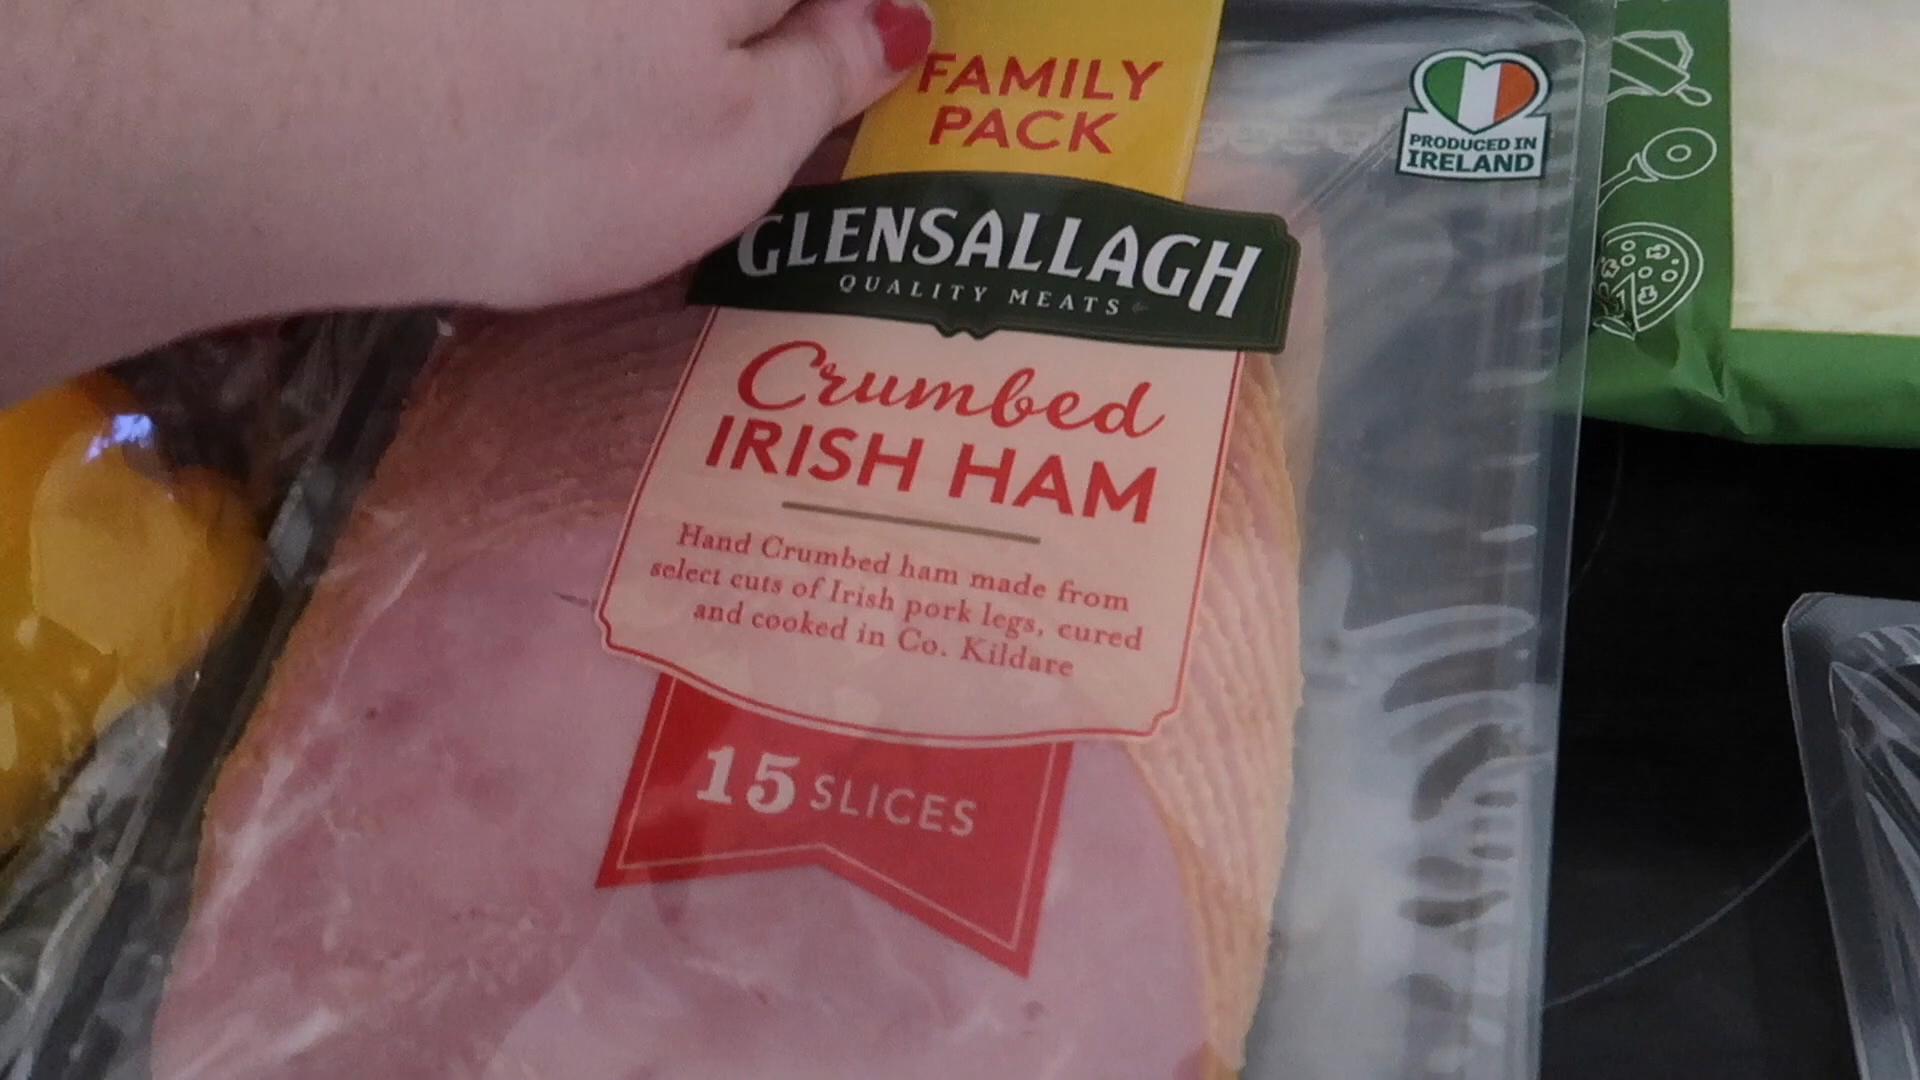 FAMILY
PACK
PRODUCED IN
IRELAND
GLENSALLAGH
QUALITY MEATS
Crumbed
IRISH HAM
Hand Crumbed ham made from
select cuts of Irish pork legs, cured
and cooked in Co. Kildare
15 SLICES